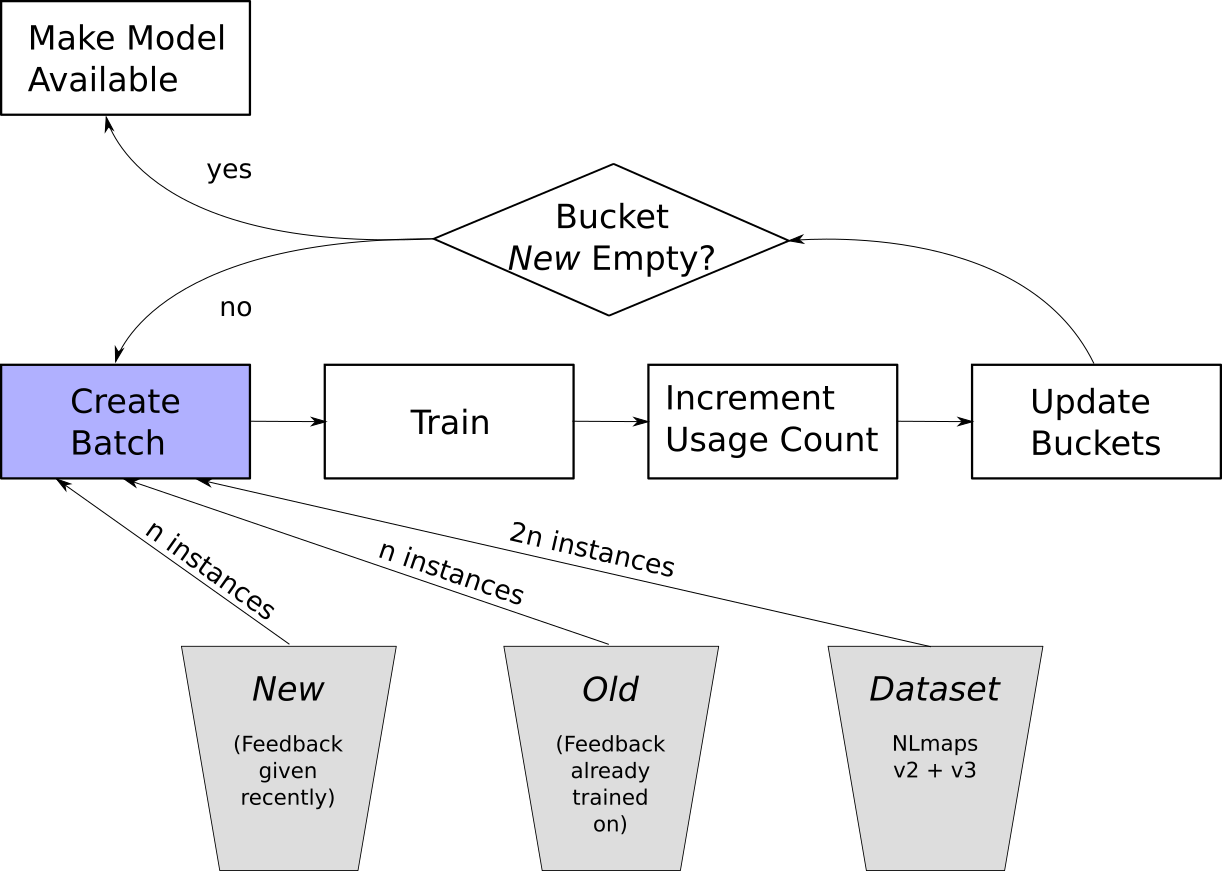 Make Model
Available
yes
Bucket
New Empty?
no
Create
Batch
Train
Increment
Usage Count
Update
Buckets
n instances
n instances
2n instances
New
(Feedback
given
recently)
Old
(Feedback
already
trained
on)
Dataset
NLmaps
v2 + v3